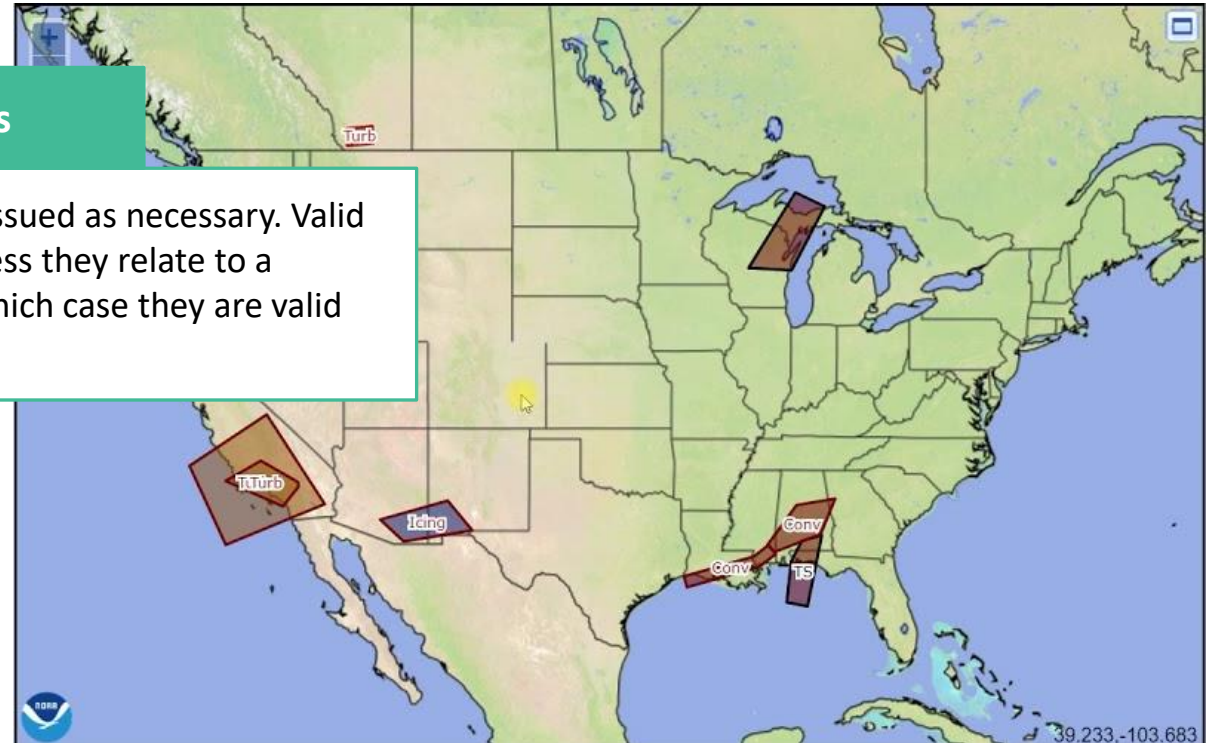 s
ssued as necessary. Valid
ess they relate to a
hich case they are valid
Turb
Turb
Icing
Conv
Conv
TS
NOAA
39.233,-103.683